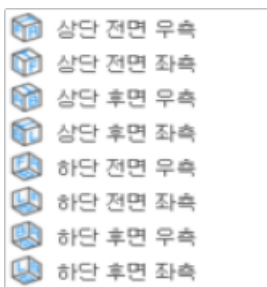 상단 전면 우측
상단 전면 좌측
상단 후면 우측
상단 후면 좌측
하단 전면 우측
하단 전면 좌측
하단 후면 우측
하단 후면 좌측